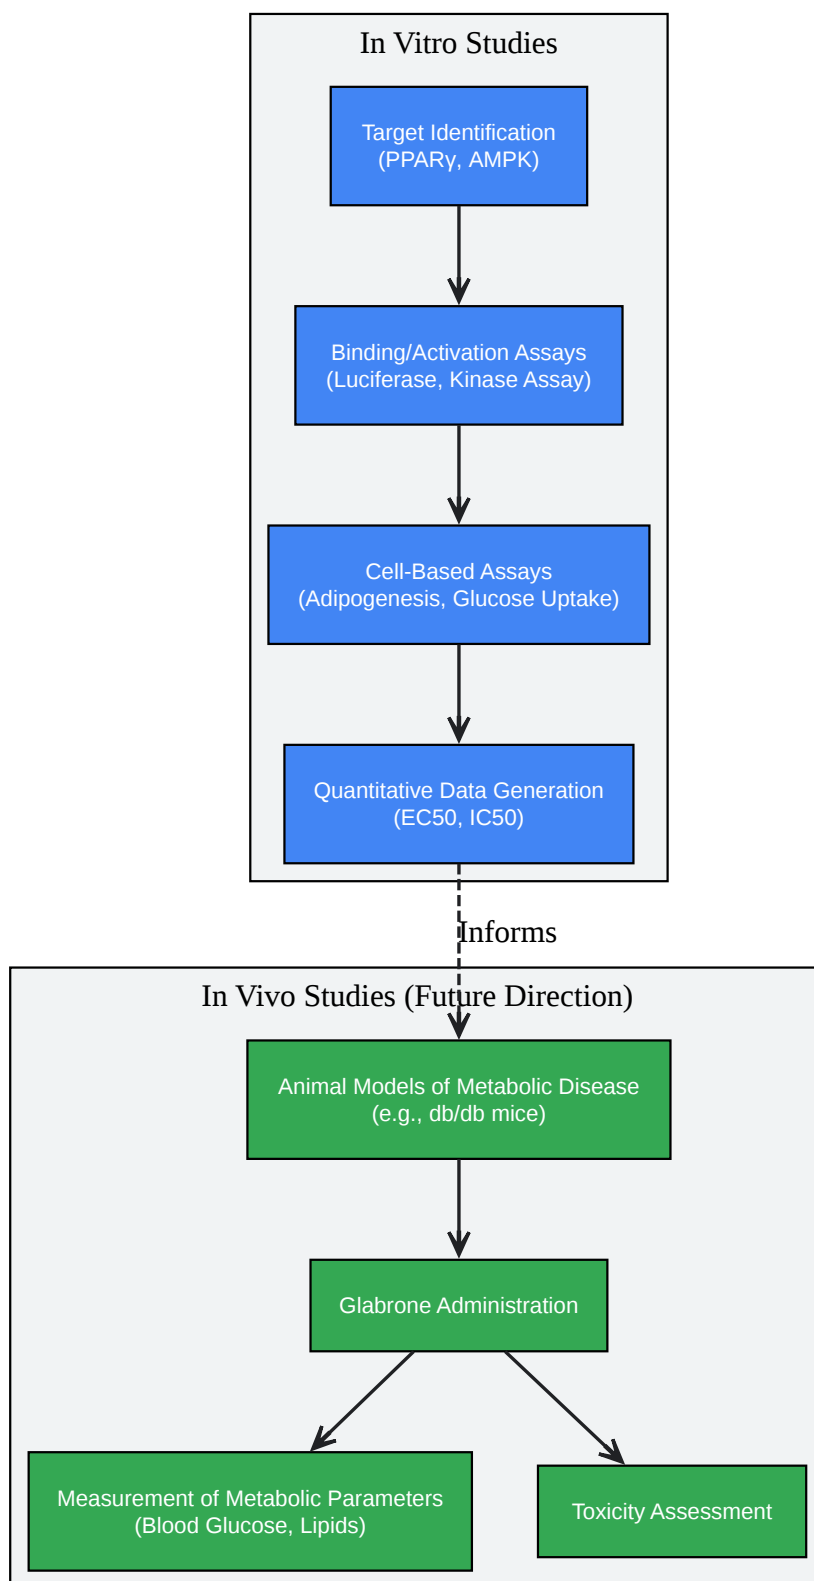 In Vitro Studies
Target Identification
(PPARγ, AMPK)
Binding/Activation Assays
(Luciferase, Kinase Assay)
Cell-Based Assays
(Adipogenesis, Glucose Uptake)
Quantitative Data Generation
(EC50, IC50)
Informs
In Vivo Studies (Future Direction)
Animal Models of Metabolic Disease
(e.g., db/db mice)
Glabrone Administration
Measurement of Metabolic Parameters
(Blood Glucose, Lipids)
Toxicity Assessment